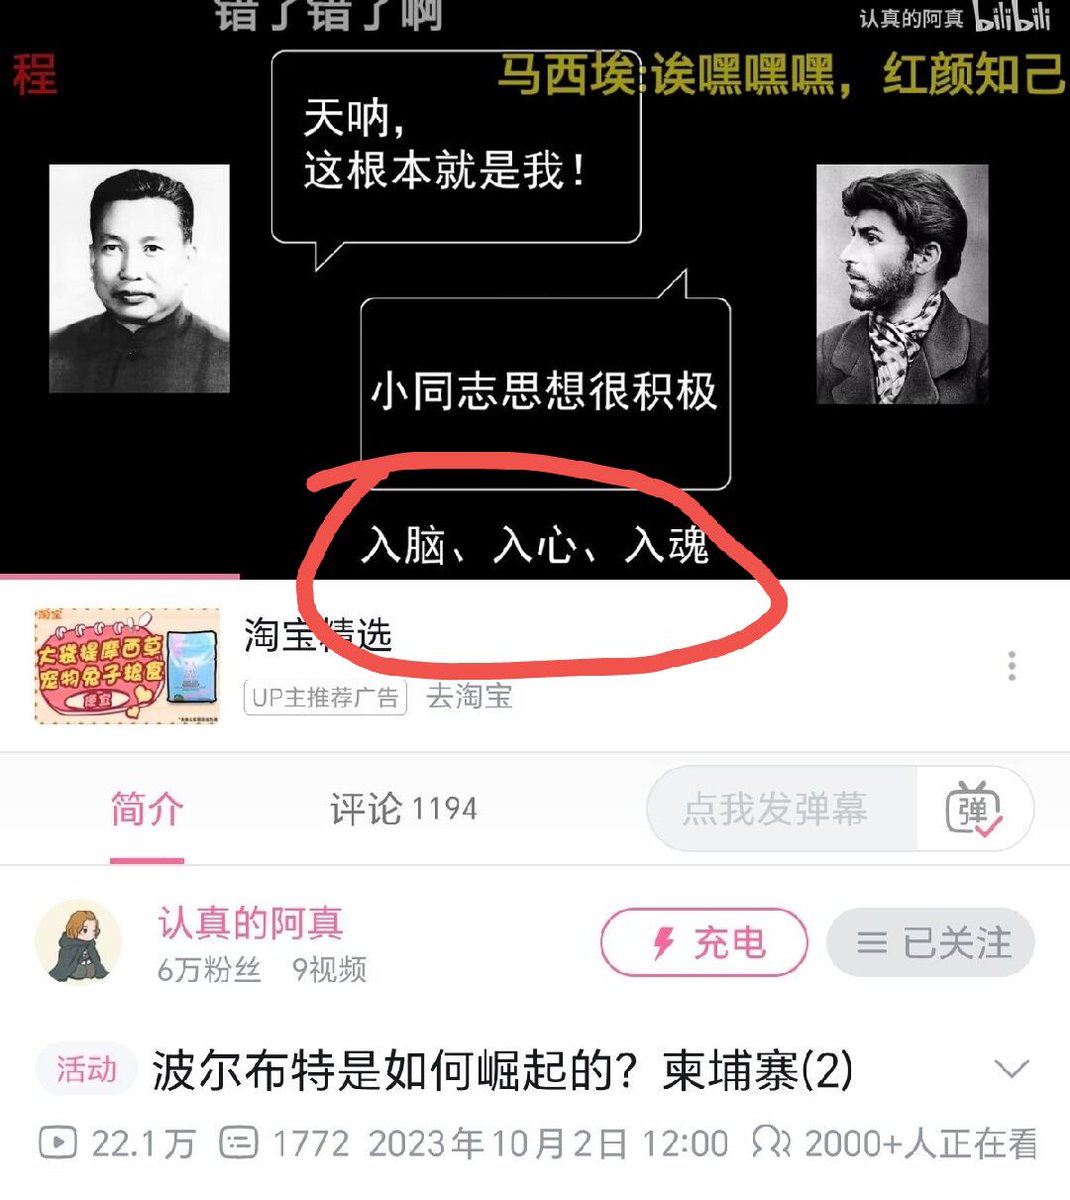 错了错了啊
认真的阿真 bilibili
程
马西埃:诶嘿嘿嘿，红颜知己
天呐，
这根本就是我！
小同志思想很积极
入脑、入心、入魂
淘宝
大袋提摩西草
宠物兔子粮食
便宜
淘宝精选
UP主推荐广告 去淘宝
简介 评论 1194 点我发弹幕 弹
认真的阿真
6万粉丝 9视频
充电 已关注
活动 波尔布特是如何崛起的？柬埔寨(2)
22.1万 1772 2023年10月2日 12:00 2000+人正在看